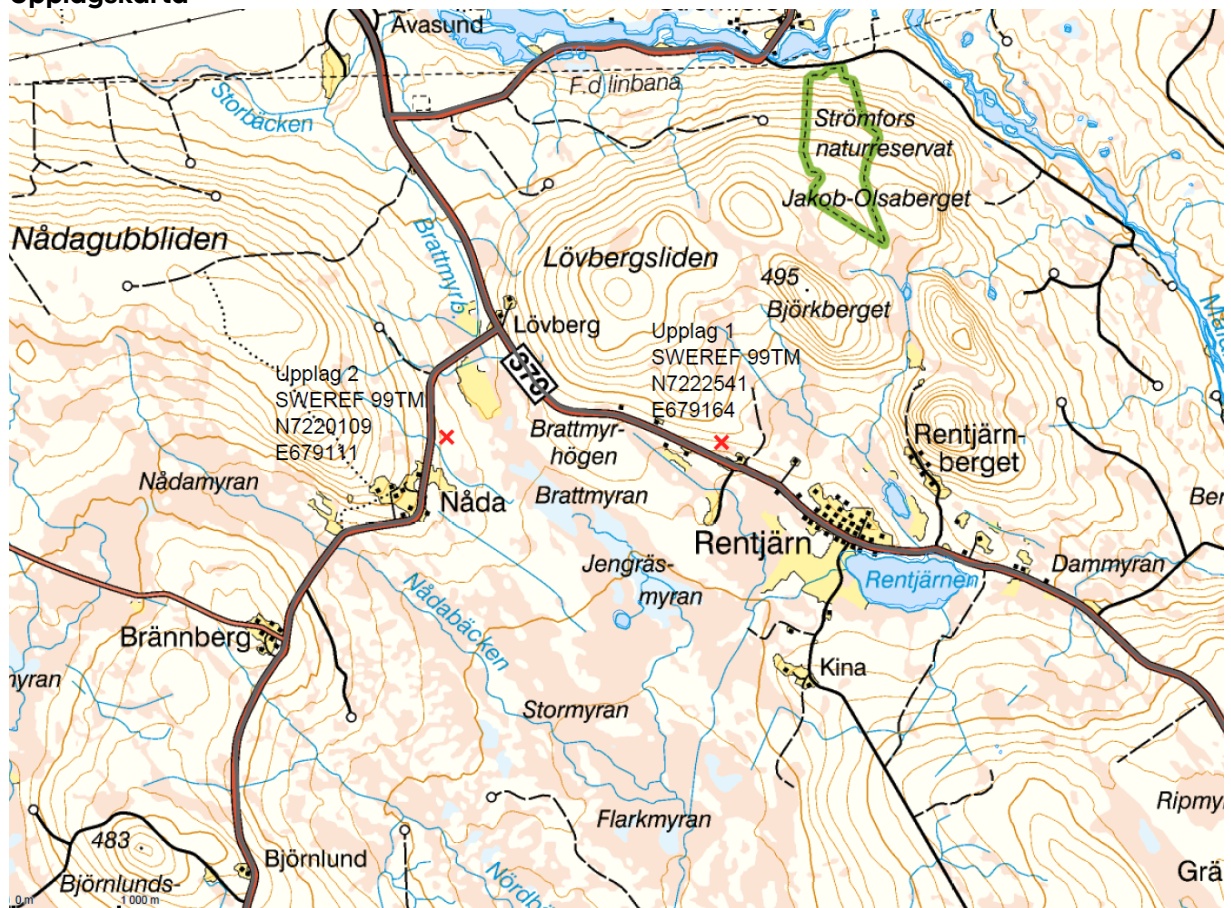 Upplagskarta
Avasund
F.d linbana
Storbäcken
Strömfors
naturreservat
Jakob-Olsaberget
Nådagubbliden
Brattmyrb
Lövbergsliden
495
Björkberget
Lövberg
370
Upplag 1
SWEREF 99TM
N7222541
E679164
Upplag 2
SWEREF 99TM
N7220109
E679111
Brattmyr-
högen
Rentjärn-
berget
Nådamyran
Nåda
Brattmyran
Rentjärn
Jengräs-
myran
Rentjärnen
Dammyran
Nådabäcken
Brännberg
Kina
Stormyran
Flarkmyran
483
Björnlund
Björnlunds-
0 m
1 000 m